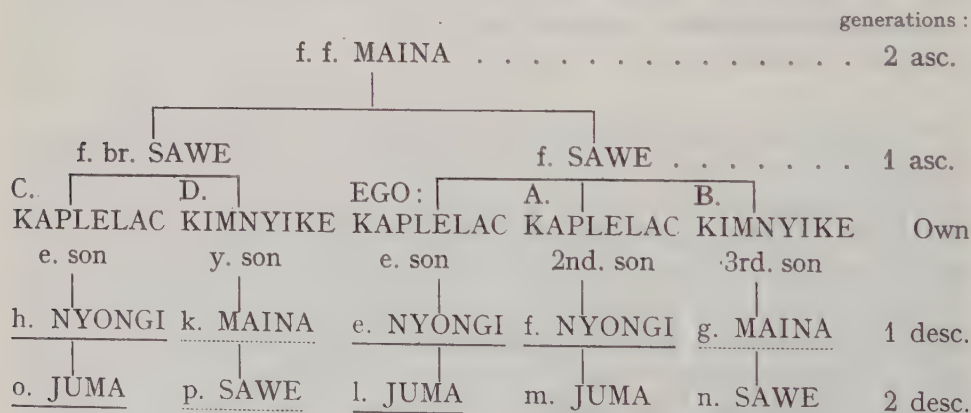 generations :
f. f. MAINA . . . . . . . . . . . . . . . 2 asc.
f. br. SAWE f. SAWE . . . . . . . . 1 asc.
C. D. EGO: A. B.
KAPLELAC KIMNYIKE KAPLELAC KAPLELAC KIMNYIKE Own
e. son y. son e. son 2nd. son 3rd. son
h. NYONGI k. MAINA e. NYONGI f. NYONGI g. MAINA 1 desc.
o. JUMA p. SAWE l. JUMA m. JUMA n. SAWE 2 desc.